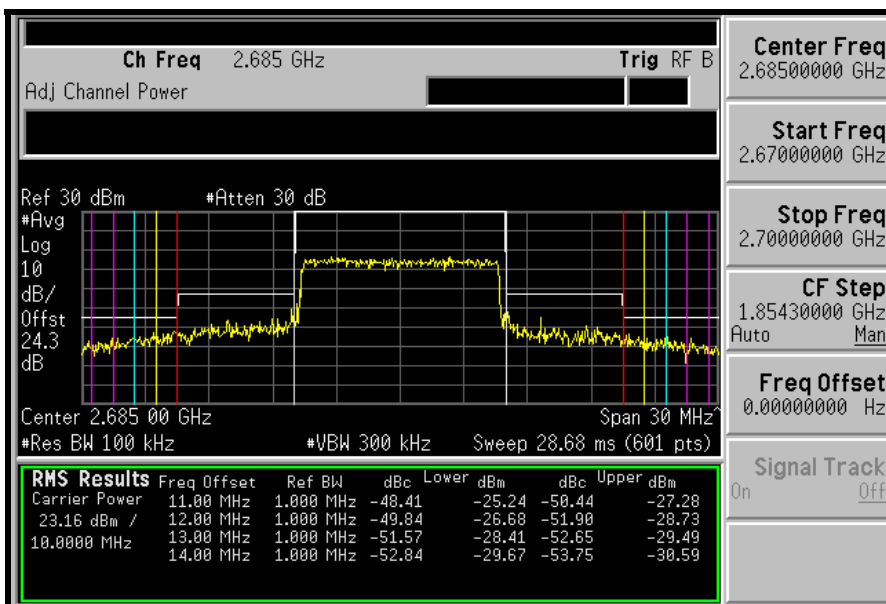 Ch Freq 2.685 GHz Trig RF B
Adj Channel Power
Ref 30 dBm #Atten 30 dB
#Avg
Log
10
dB/
Offst
24.3
dB
Center 2.685 00 GHz Span 30 MHz^
#Res BW 100 kHz #VBW 300 kHz Sweep 28.68 ms (601 pts)
RMS Results Freq Offset Ref BW dBc Lower dBm dBc Upper dBm
Carrier Power 11.00 MHz 1.000 MHz -48.41 -25.24 -50.44 -27.28
23.16 dBm / 12.00 MHz 1.000 MHz -49.84 -26.68 -51.90 -28.73
10.0000 MHz 13.00 MHz 1.000 MHz -51.57 -28.41 -52.65 -29.49
14.00 MHz 1.000 MHz -52.84 -29.67 -53.75 -30.59
Center Freq
2.68500000 GHz
Start Freq
2.67000000 GHz
Stop Freq
2.70000000 GHz
CF Step
1.85430000 GHz
Auto Man
Freq Offset
0.00000000 Hz
Signal Track
On Off